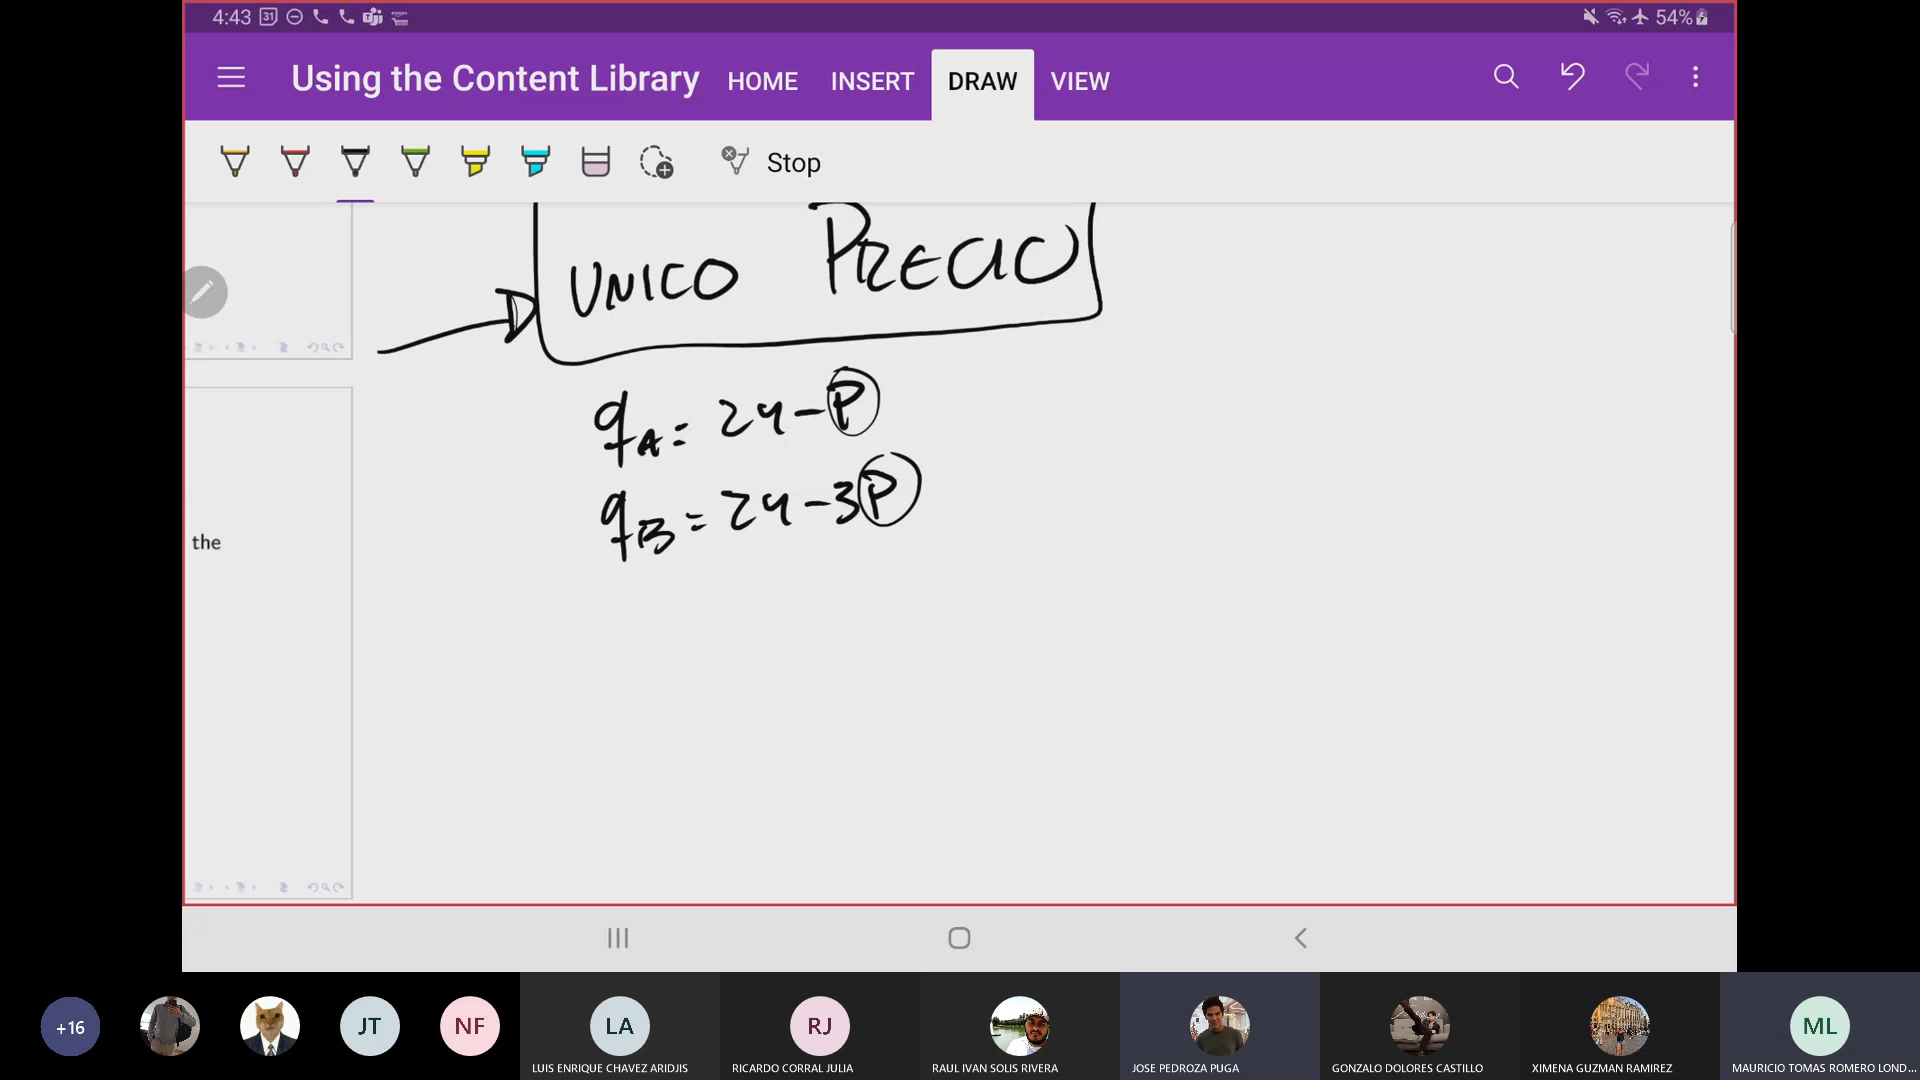 4:43 31 54%
Using the Content Library HOME INSERT DRAW VIEW
Stop
UNICO PRECIO
qA = 24 - P
qB = 24 - 3P
the
+16
JT
NF
LA
LUIS ENRIQUE CHAVEZ ARIDJIS
RJ
RICARDO CORRAL JULIA
RAUL IVAN SOLIS RIVERA
JOSE PEDROZA PUGA
GONZALO DOLORES CASTILLO
XIMENA GUZMAN RAMIREZ
ML
MAURICIO TOMAS ROMERO LOND...